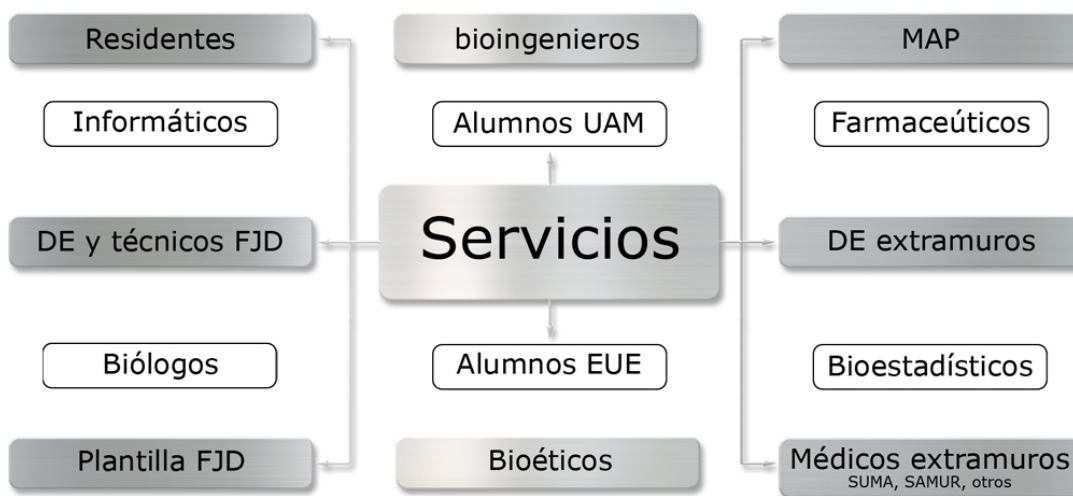 Residentes
bioingenieros
MAP
Informáticos
Alumnos UAM
Farmaceúticos
Servicios
DE y técnicos FJD
DE extramuros
Biólogos
Alumnos EUE
Bioestadísticos
Plantilla FJD
Bioéticos
Médicos extramuros
SUMA, SAMUR, otros